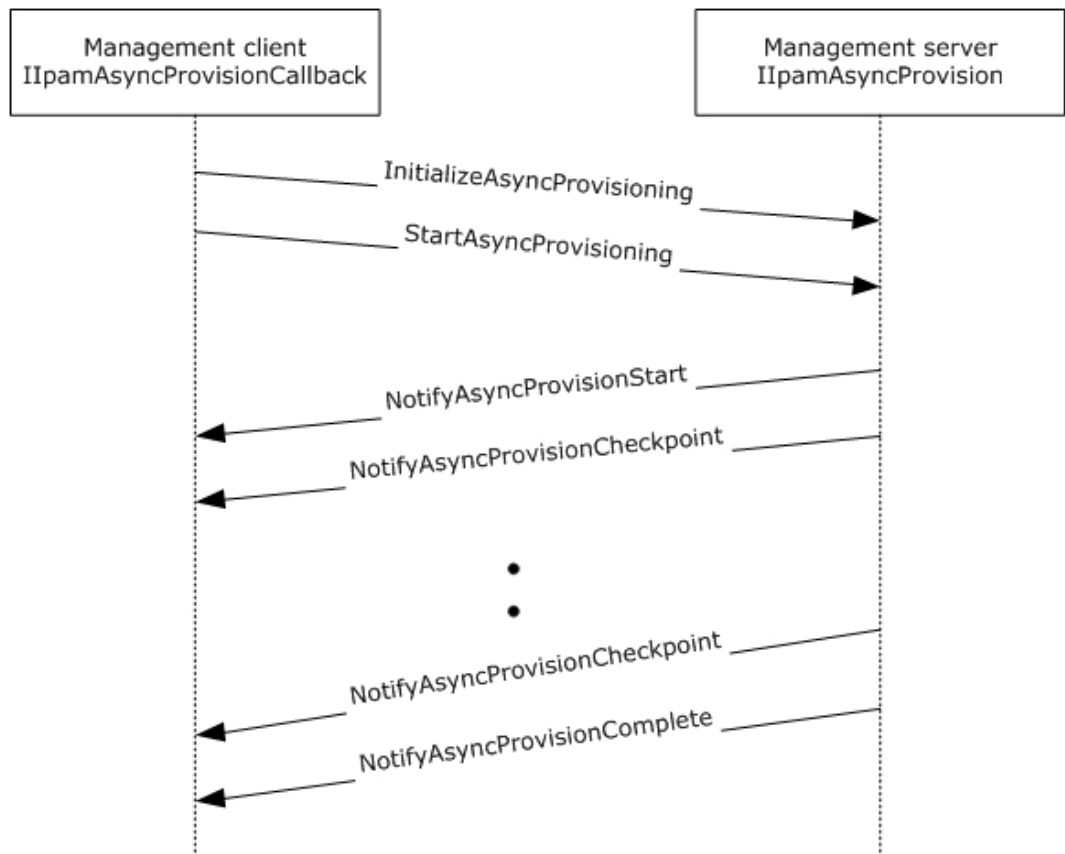 Management client
IIpamAsyncProvisionCallback
Management server
IIpamAsyncProvision
InitializeAsyncProvisioning
StartAsyncProvisioning
NotifyAsyncProvisionStart
NotifyAsyncProvisionCheckpoint
NotifyAsyncProvisionCheckpoint
NotifyAsyncProvisionComplete